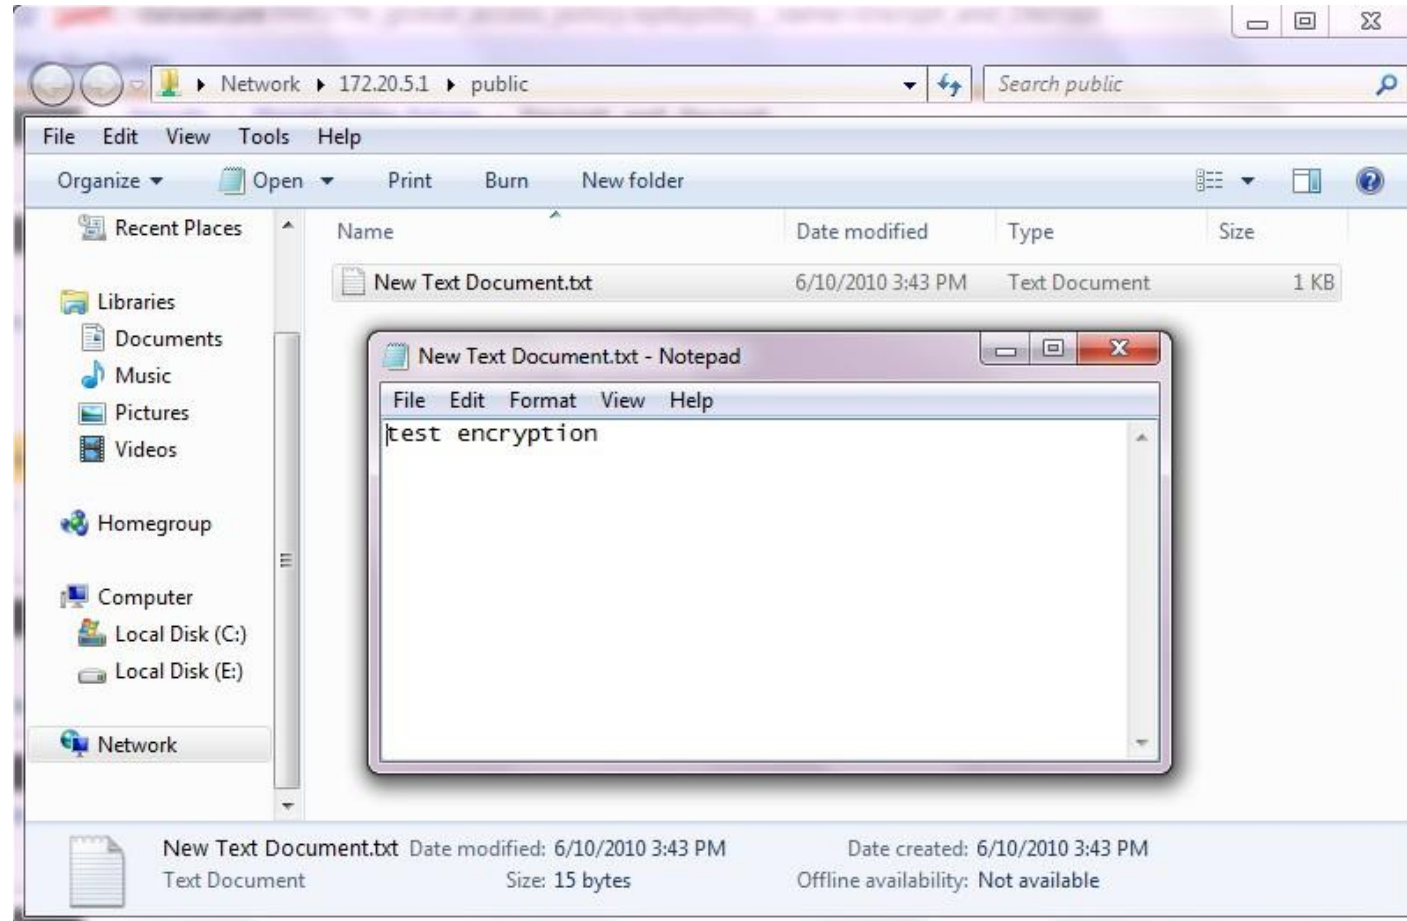 Network ▸ 172.20.5.1 ▸ public Search public
File Edit View Tools Help
Organize Open Print Burn New folder
Recent Places
Libraries
Documents
Music
Pictures
Videos
Homegroup
Computer
Local Disk (C:)
Local Disk (E:)
Network
Name Date modified Type Size
New Text Document.txt 6/10/2010 3:43 PM Text Document 1 KB
New Text Document.txt - Notepad
File Edit Format View Help
test encryption
New Text Document.txt Date modified: 6/10/2010 3:43 PM Date created: 6/10/2010 3:43 PM
Text Document Size: 15 bytes Offline availability: Not available